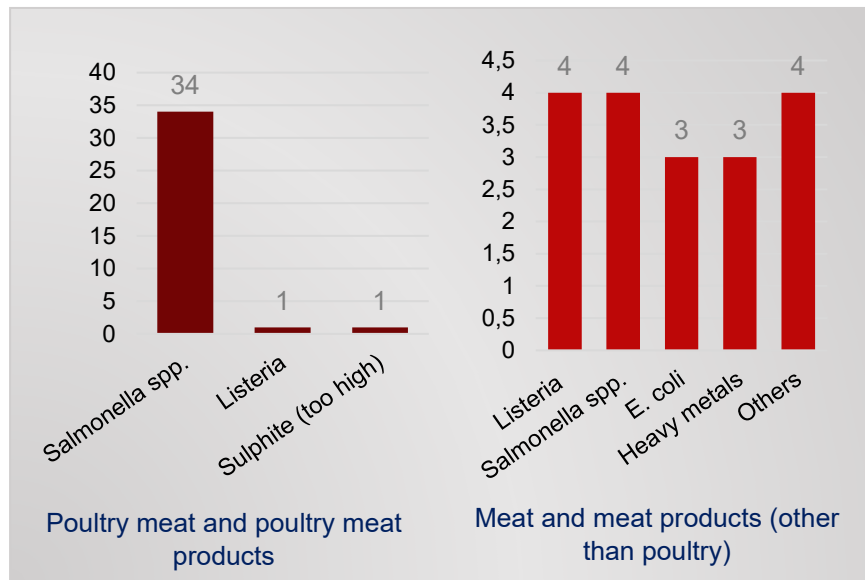 40
35
30
25
20
15
10
5
0
34
1
1
Salmonella spp.
Listeria
Sulphite (too high)
Poultry meat and poultry meat
products
4,5
4
3,5
3
2,5
2
1,5
1
0,5
0
4
4
3
3
4
Listeria
Salmonella spp.
E. coli
Heavy metals
Others
Meat and meat products (other
than poultry)